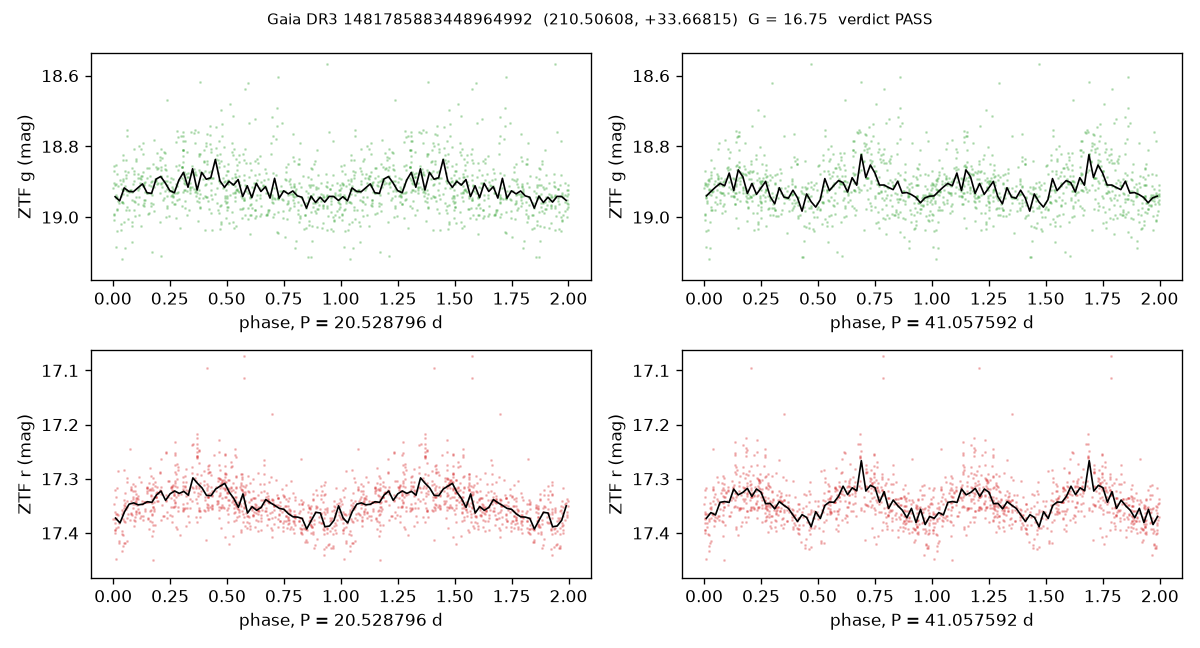 Gaia DR3 1481785883448964992 (210.50608, +33.66815) G = 16.75 verdict PASS
ZTF g (mag)
18.6
18.8
19.0
0.00 0.25 0.50 0.75 1.00 1.25 1.50 1.75 2.00
phase, P = 20.528796 d
ZTF g (mag)
18.6
18.8
19.0
0.00 0.25 0.50 0.75 1.00 1.25 1.50 1.75 2.00
phase, P = 41.057592 d
ZTF r (mag)
17.1
17.2
17.3
17.4
0.00 0.25 0.50 0.75 1.00 1.25 1.50 1.75 2.00
phase, P = 20.528796 d
ZTF r (mag)
17.1
17.2
17.3
17.4
0.00 0.25 0.50 0.75 1.00 1.25 1.50 1.75 2.00
phase, P = 41.057592 d